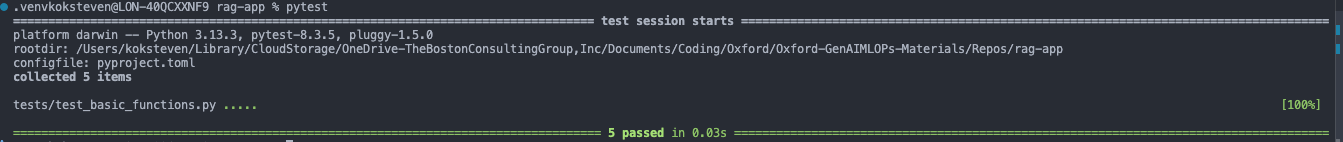 .venvkoksteven@LON-40QCXXNF9 rag-app % pytest
============ test session starts ============
platform darwin -- Python 3.13.3, pytest-8.3.5, pluggy-1.5.0
rootdir: /Users/koksteven/Library/CloudStorage/OneDrive-TheBostonConsultingGroup,Inc/Documents/Coding/Oxford/Oxford-GenAIMLOPs-Materials/Repos/rag-app
configfile: pyproject.toml
collected 5 items
tests/test_basic_functions.py ..... [100%]
============ 5 passed in 0.03s ============